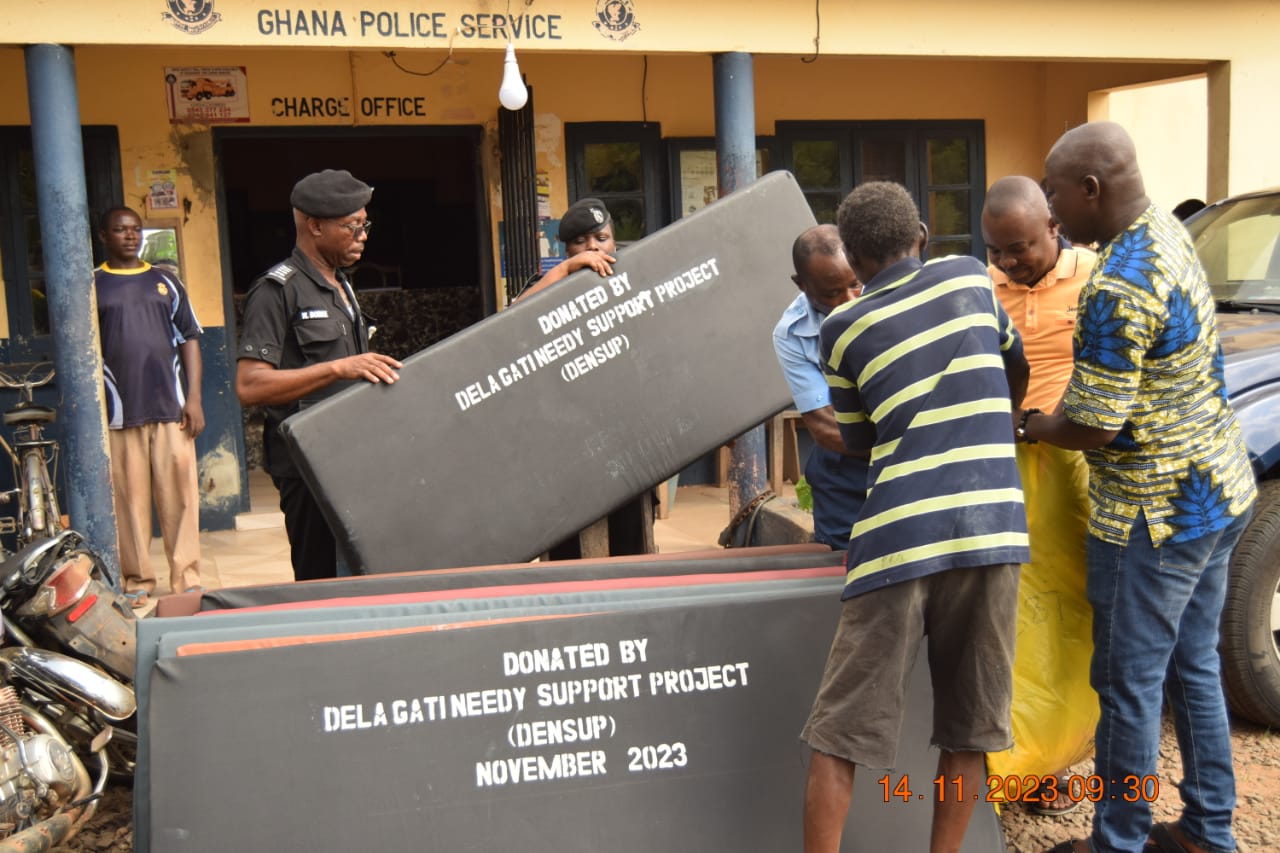 GHANA POLICE SERVICE
CHARGE OFFICE
DONATED BY
DELA GATI NEEDY SUPPORT PROJECT
(DENSUP)
DONATED BY
DELA GATI NEEDY SUPPORT PROJECT
(DENSUP)
NOVEMBER 2023
14.11.2023 09:30